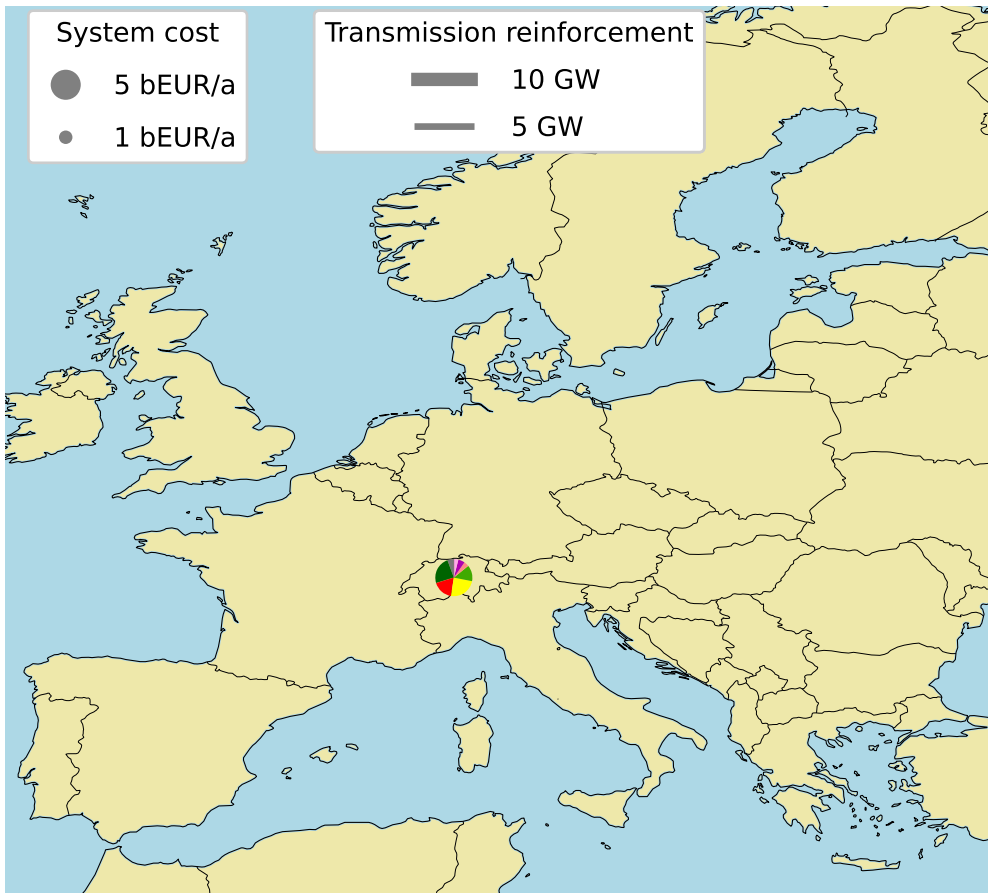 System cost
5 bEUR/a
1 bEUR/a
Transmission reinforcement
10 GW
5 GW